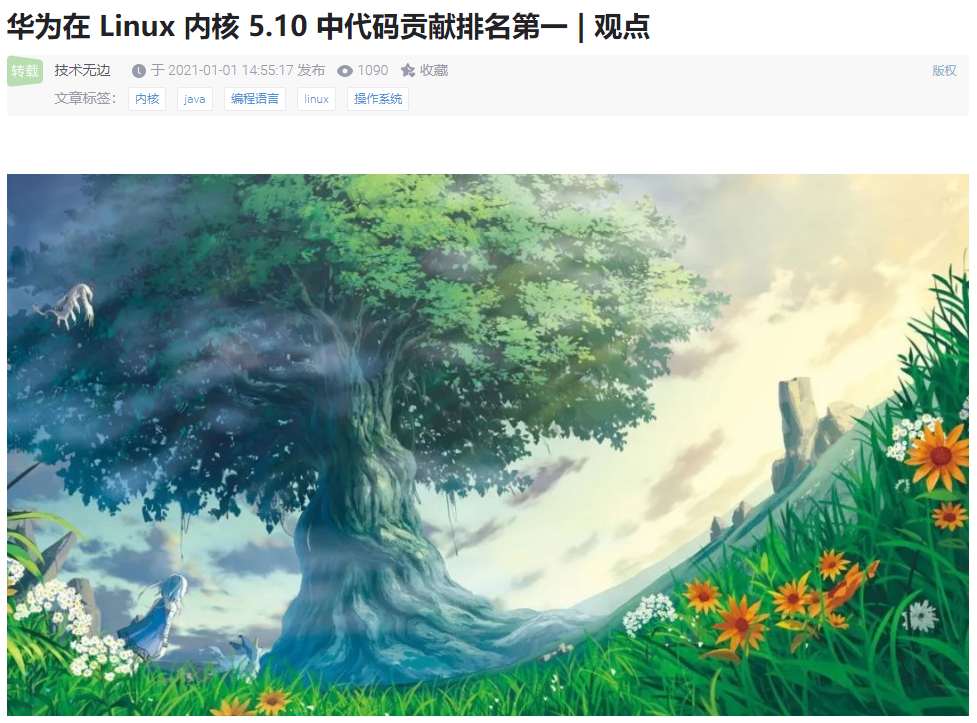 华为在 Linux 内核 5.10 中代码贡献排名第一 | 观点
转载 技术无边 于 2021-01-01 14:55:17 发布 1090 收藏 版权
文章标签： 内核 java 编程语言 linux 操作系统